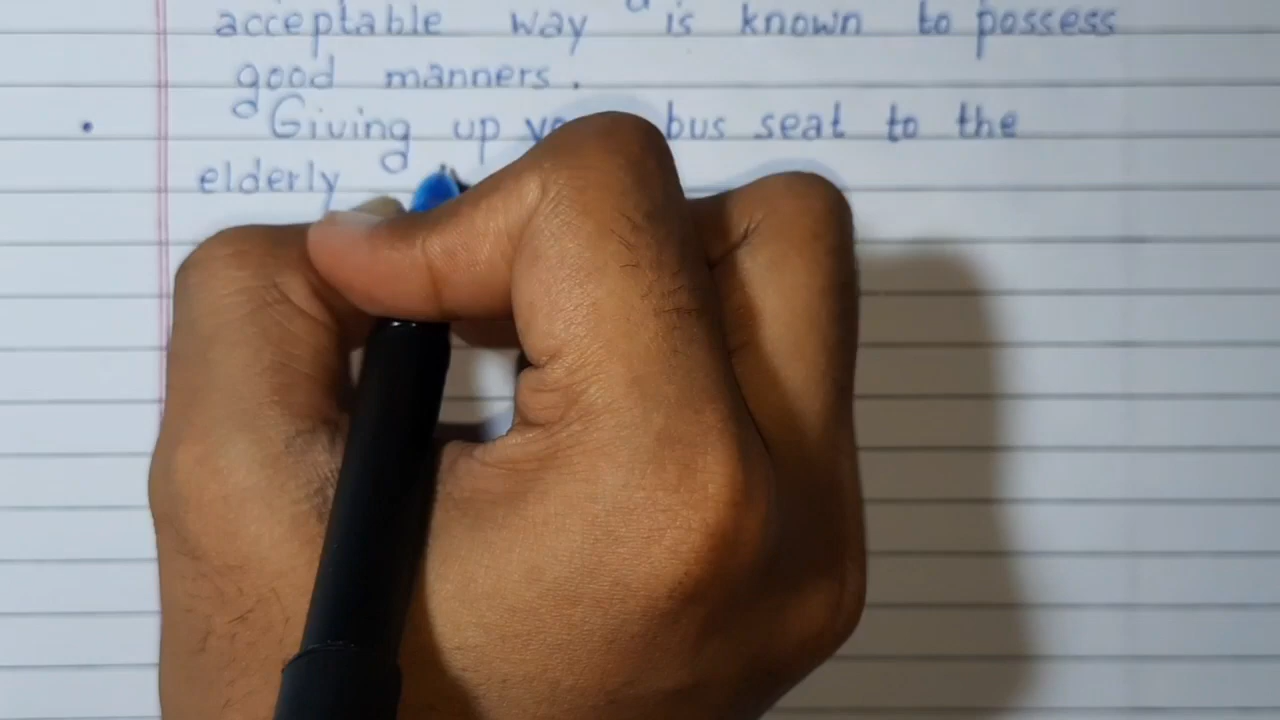 acceptable way is known to possess
good manners.
• Giving up bus seat to the
elderly